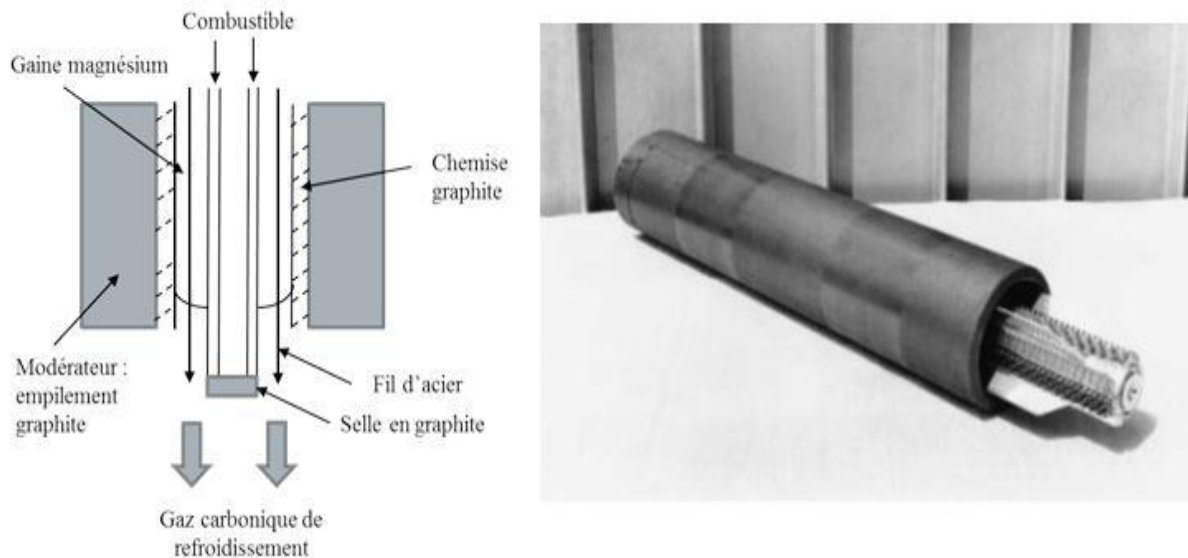 Combustible
Gaine magnésium
Chemise
graphite
Modérateur :
empilement
graphite
Fil d’acier
Selle en graphite
Gaz carbonique de
refroidissement